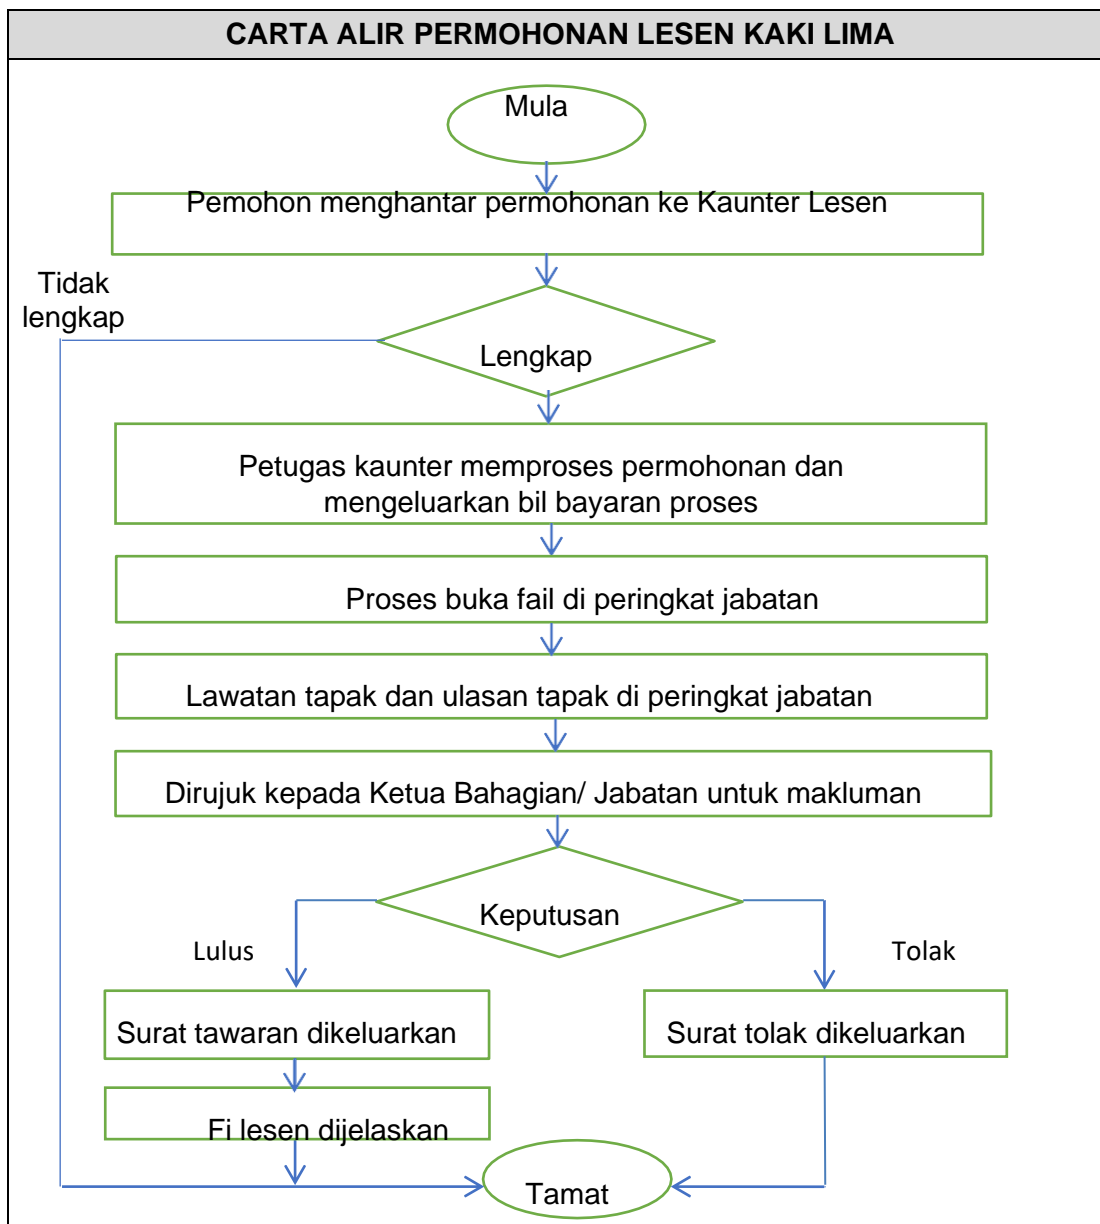 CARTA ALIR PERMOHONAN LESEN KAKI LIMA
Mula
Pemohon menghantar permohonan ke Kaunter Lesen
Tidak
lengkap
Lengkap
Petugas kaunter memproses permohonan dan
mengeluarkan bil bayaran proses
Proses buka fail di peringkat jabatan
Lawatan tapak dan ulasan tapak di peringkat jabatan
Dirujuk kepada Ketua Bahagian/ Jabatan untuk makluman
Keputusan
Lulus
Tolak
Surat tawaran dikeluarkan
Surat tolak dikeluarkan
Fi lesen dijelaskan
Tamat